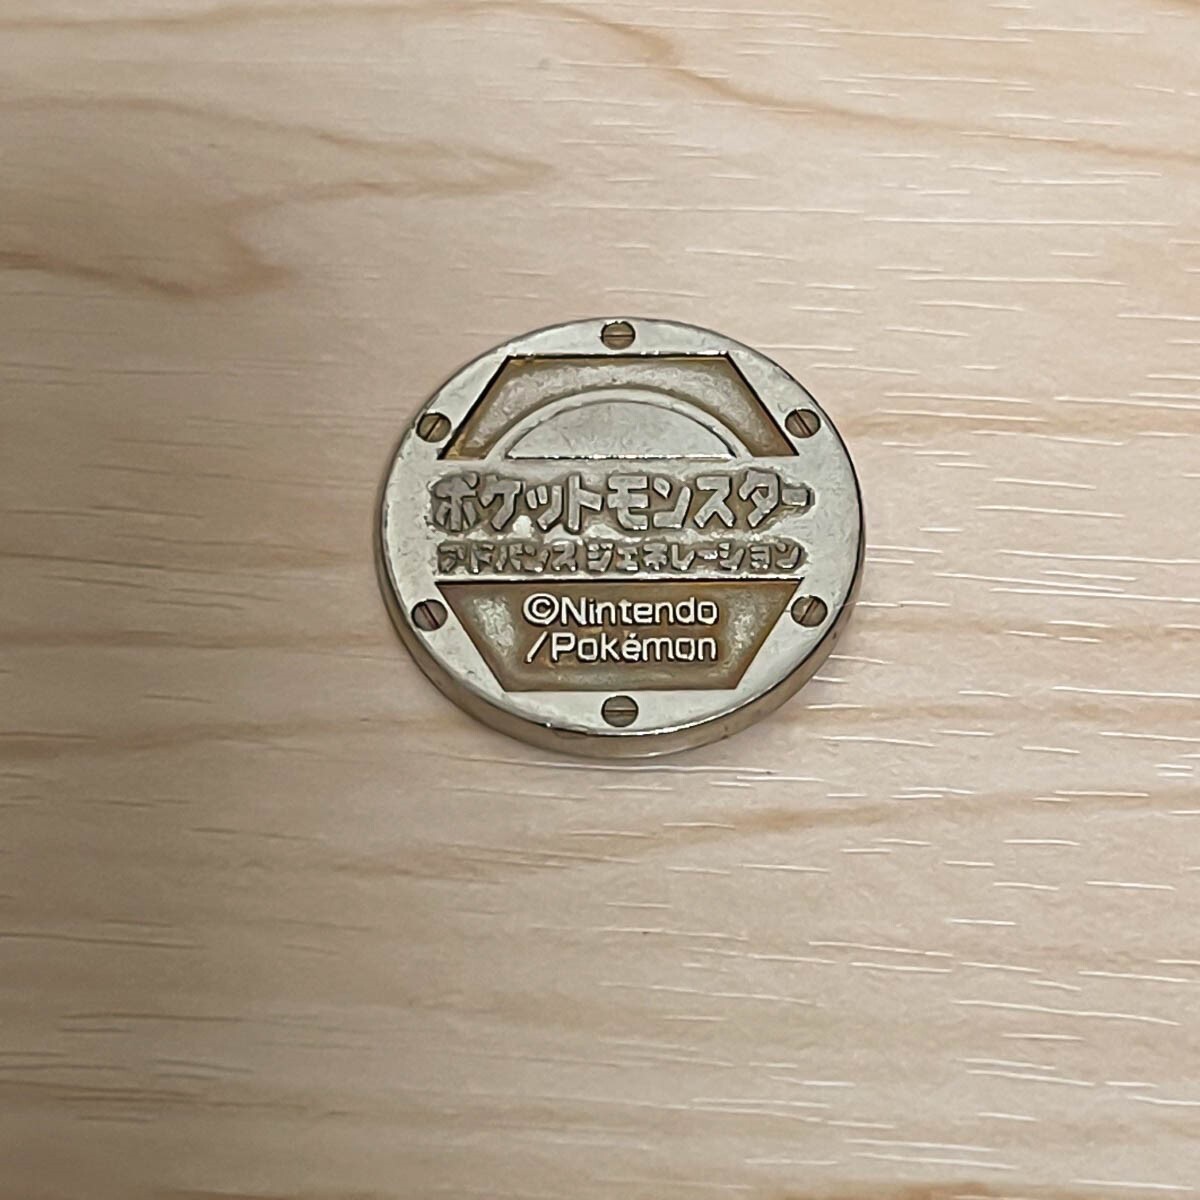 ポケットモンスター
アドバンスジェネレーション
©Nintendo
/Pokémon